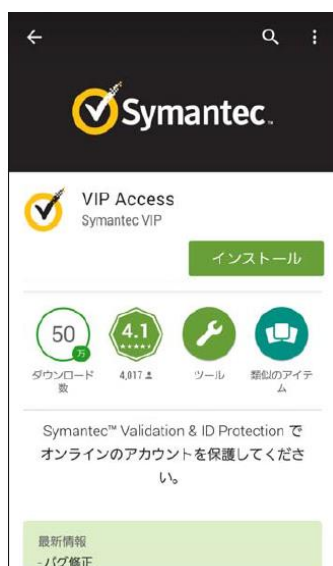 Symantec.
VIP Access
Symantec VIP
インストール
50
万
4.1
ダウンロード
数
4,017
ツール
類似のアイテ
ム
Symantec™ Validation & ID Protection で
オンラインのアカウントを保護してくださ
い。
最新情報
- バグ修正